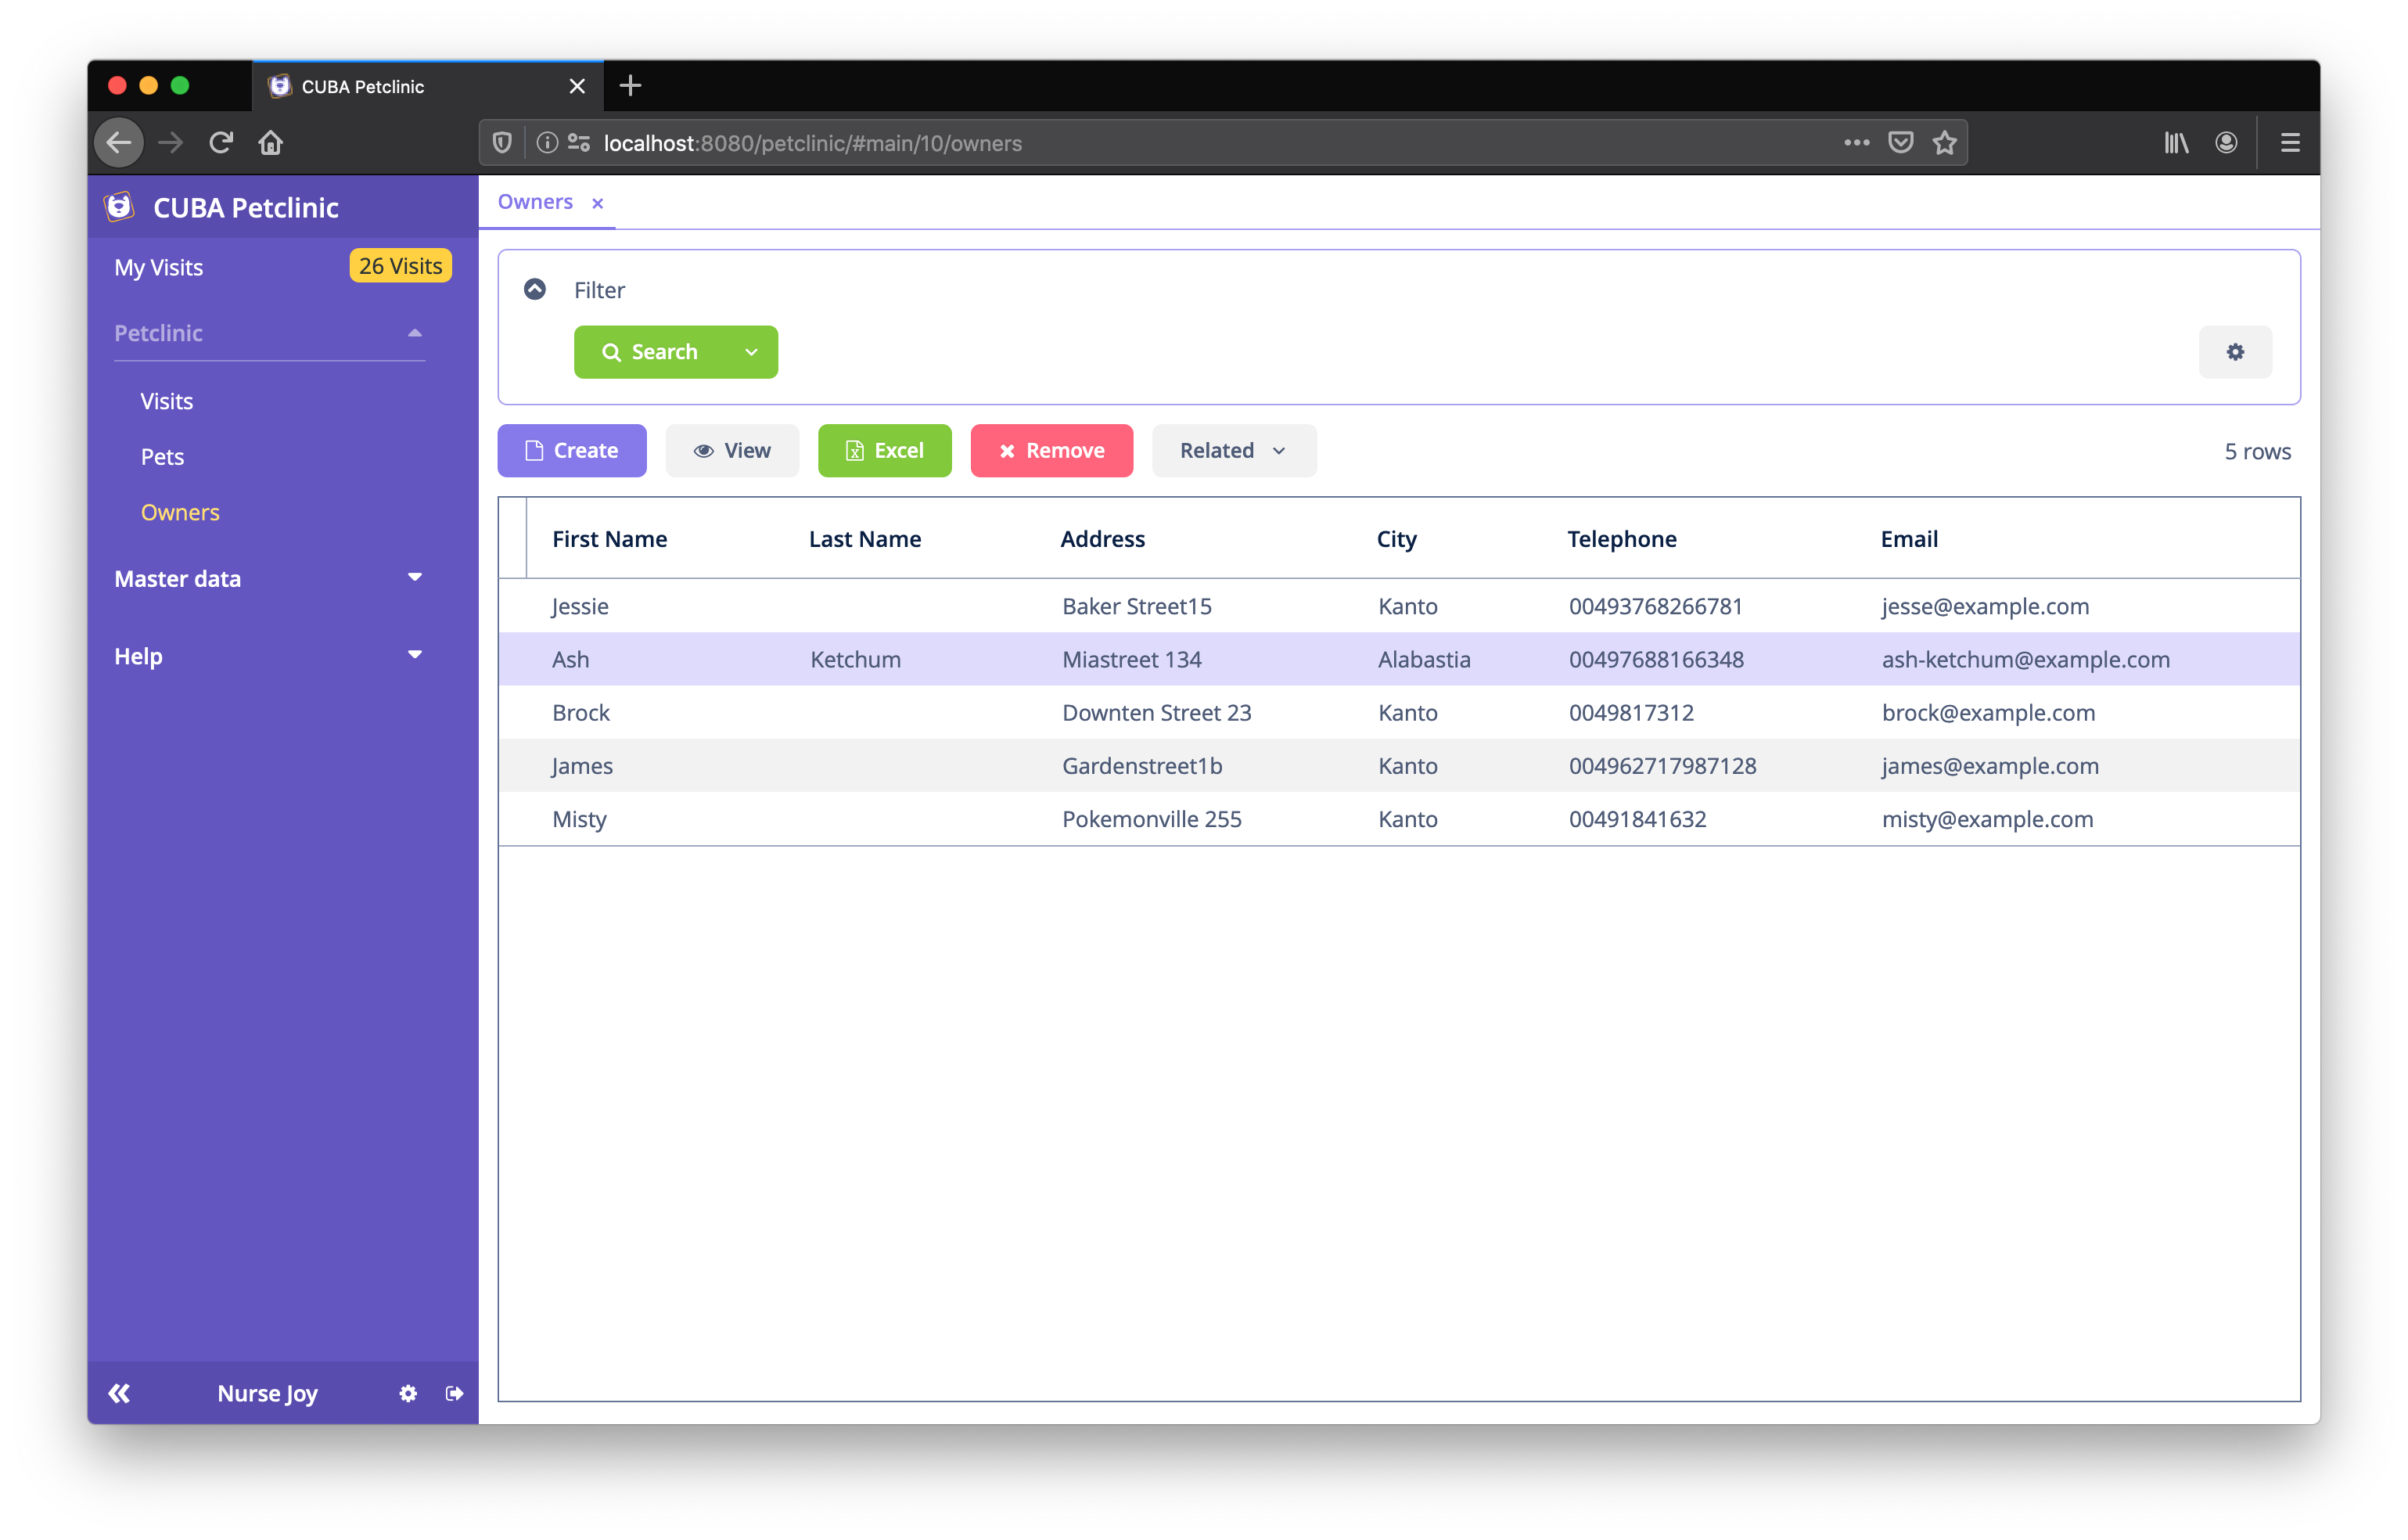 CUBA Petclinic
localhost:8080/petclinic/#main/10/owners
CUBA Petclinic
My Visits 26 Visits
Petclinic
Visits
Pets
Owners
Master data
Help
Nurse Joy
Owners
Filter
Search
Create View Excel Remove Related 5 rows
First Name Last Name Address City Telephone Email
Jessie Baker Street15 Kanto 00493768266781 jesse@example.com
Ash Ketchum Miastreet 134 Alabastia 00497688166348 ash-ketchum@example.com
Brock Downten Street 23 Kanto 0049817312 brock@example.com
James Gardenstreet1b Kanto 004962717987128 james@example.com
Misty Pokemonville 255 Kanto 00491841632 misty@example.com